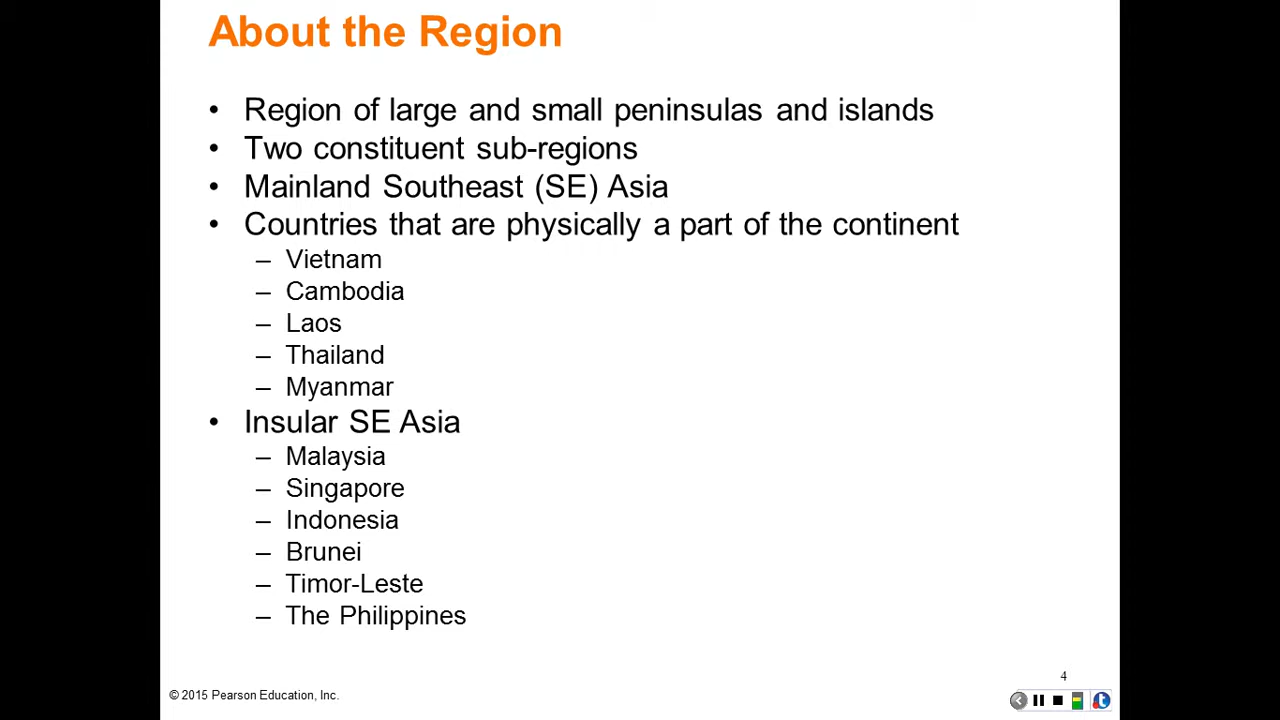 About the Region
• Region of large and small peninsulas and islands
• Two constituent sub-regions
• Mainland Southeast (SE) Asia
• Countries that are physically a part of the continent
– Vietnam
– Cambodia
– Laos
– Thailand
– Myanmar
• Insular SE Asia
– Malaysia
– Singapore
– Indonesia
– Brunei
– Timor-Leste
– The Philippines
4
© 2015 Pearson Education, Inc.
t